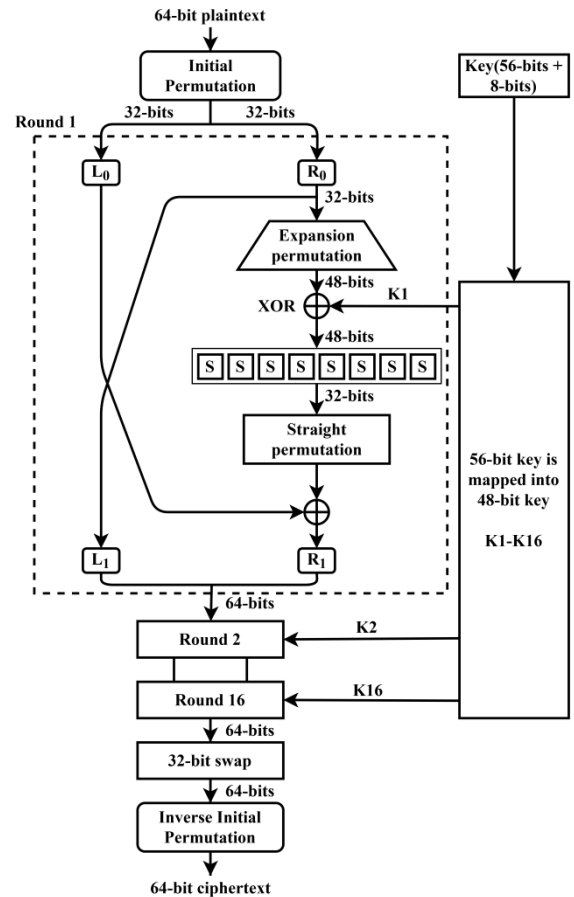 64-bit plaintext
Initial
Permutation
Key(56-bits +
8-bits)
32-bits 32-bits
Round 1
L₀ R₀
32-bits
Expansion
permutation
48-bits
XOR K1
48-bits
S S S S S S S S
32-bits
Straight
permutation
56-bit key is
mapped into
48-bit key
K1-K16
L₁ R₁
64-bits
Round 2 K2
Round 16 K16
64-bits
32-bit swap
64-bits
Inverse Initial
Permutation
64-bit ciphertext